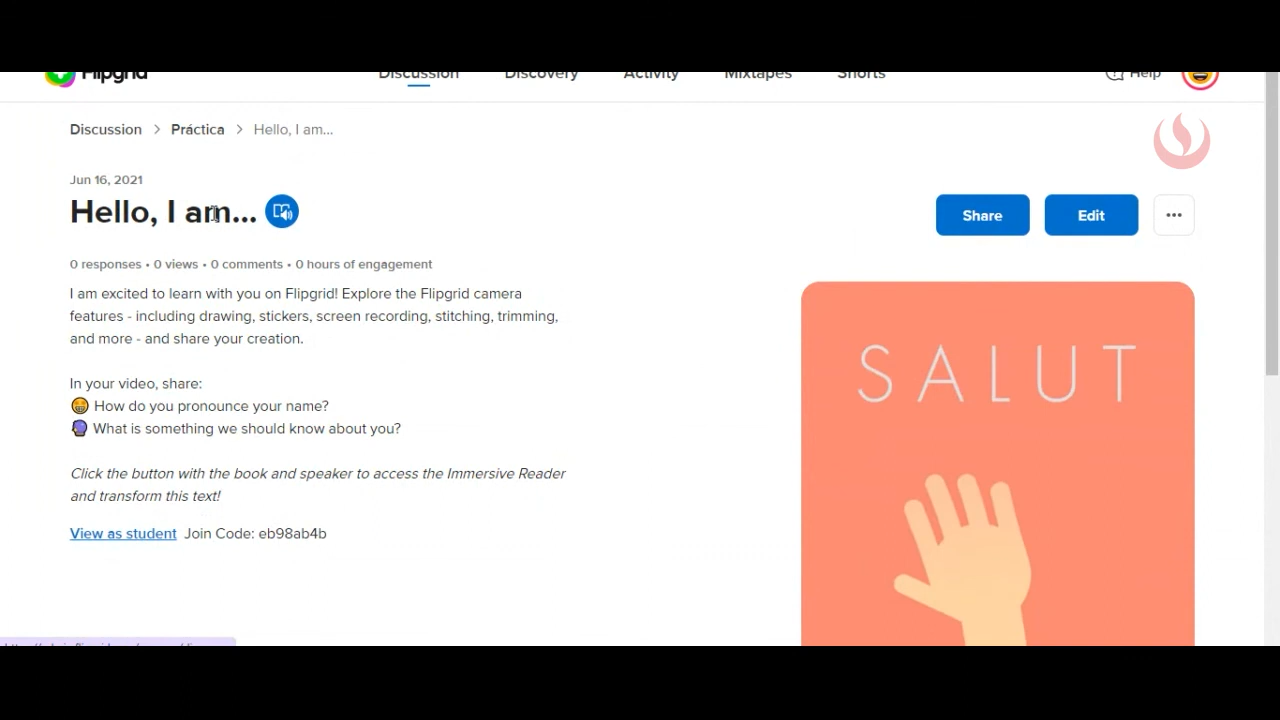 Flipgrid
Discussion Discovery Activity Mixtapes Shorts Help
Discussion > Práctica > Hello, I am...
Jun 16, 2021
Hello, I am...
Share Edit ...
0 responses • 0 views • 0 comments • 0 hours of engagement
I am excited to learn with you on Flipgrid! Explore the Flipgrid camera
features - including drawing, stickers, screen recording, stitching, trimming,
and more - and share your creation.
In your video, share:
😁 How do you pronounce your name?
🔮 What is something we should know about you?
Click the button with the book and speaker to access the Immersive Reader
and transform this text!
View as student Join Code: eb98ab4b
SALUT